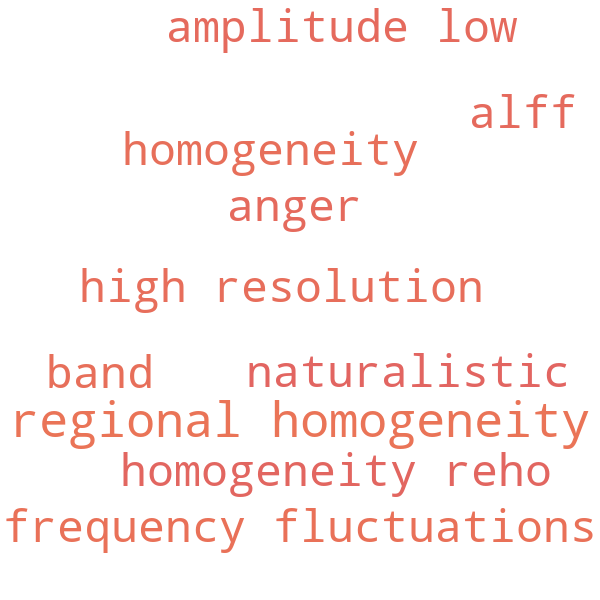 amplitude low
alff
homogeneity
anger
high resolution
band naturalistic
regional homogeneity
homogeneity reho
frequency fluctuations